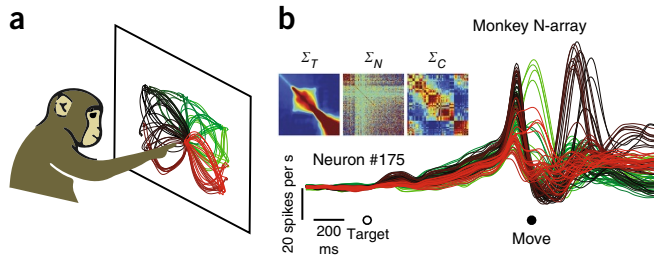 a
b
Monkey N-array
Σ_T Σ_N Σ_C
Neuron #175
20 spikes per s
200
ms
Target
Move